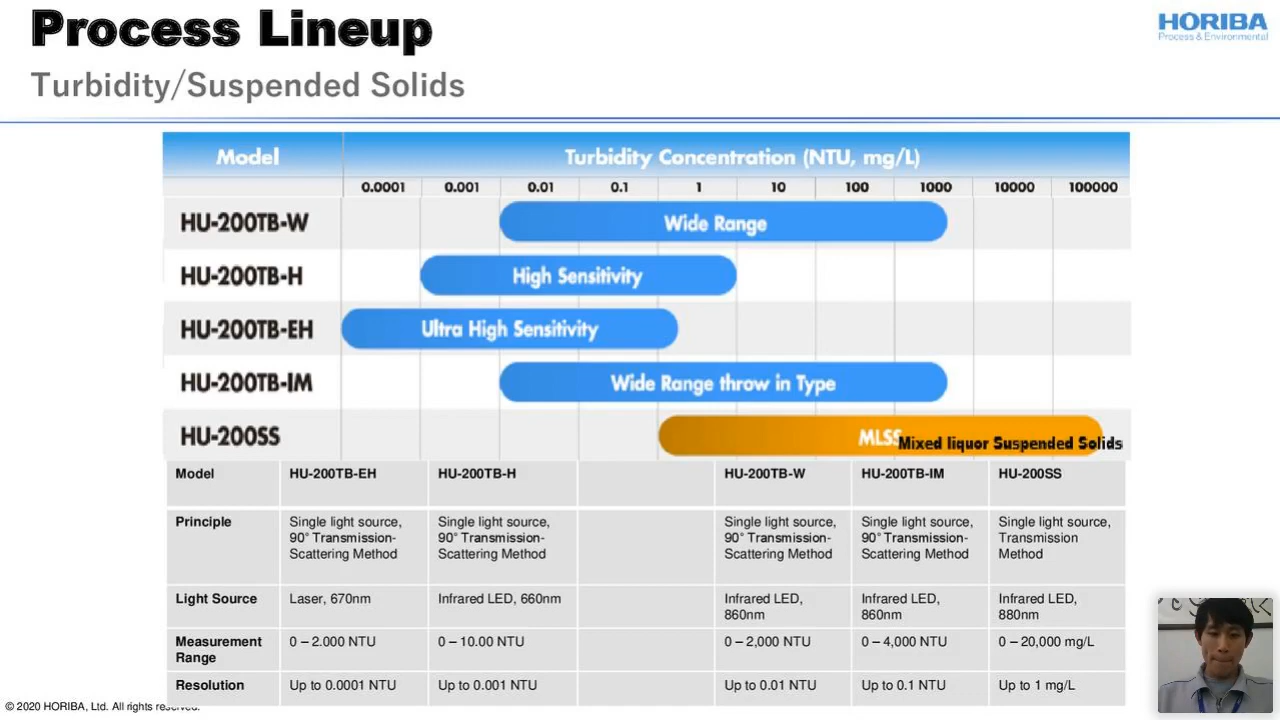 Process Lineup
HORIBA
Process & Environmental
Turbidity/Suspended Solids
Model Turbidity Concentration (NTU, mg/L)
0.0001 0.001 0.01 0.1 1 10 100 1000 10000 100000
HU-200TB-W Wide Range
HU-200TB-H High Sensitivity
HU-200TB-EH Ultra High Sensitivity
HU-200TB-IM Wide Range throw in Type
HU-200SS MLSS Mixed liquor Suspended Solids
Model HU-200TB-EH HU-200TB-H HU-200TB-W HU-200TB-IM HU-200SS
Principle Single light source, Single light source, Single light source, Single light source, Single light source,
90° Transmission- 90° Transmission- 90° Transmission- 90° Transmission- Transmission
Scattering Method Scattering Method Scattering Method Scattering Method Method
Light Source Laser, 670nm Infrared LED, 660nm Infrared LED, Infrared LED, Infrared LED,
860nm 860nm 880nm
Measurement 0 – 2.000 NTU 0 – 10.00 NTU 0 – 2,000 NTU 0 – 4,000 NTU 0 – 20,000 mg/L
Range
Resolution Up to 0.0001 NTU Up to 0.001 NTU Up to 0.01 NTU Up to 0.1 NTU Up to 1 mg/L
© 2020 HORIBA, Ltd. All rights reserved.